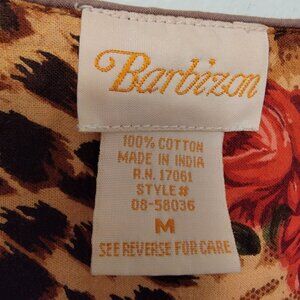 Barbizon
100% COTTON
MADE IN INDIA
R.N. 17061
STYLE#
08-58036
M
SEE REVERSE FOR CARE